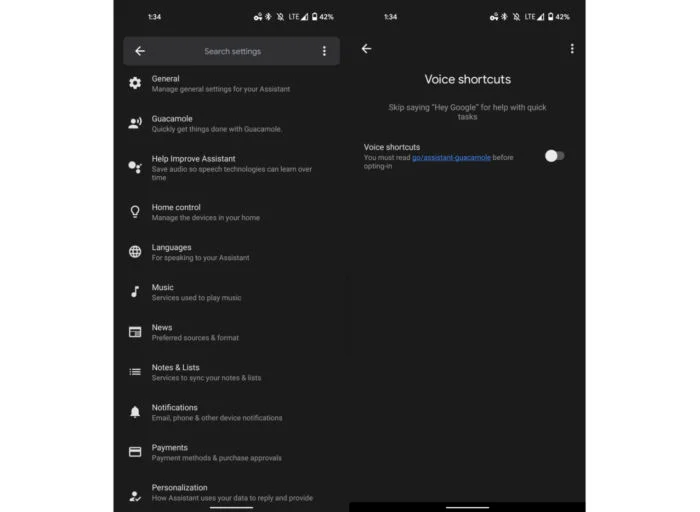 1:34
LTE 42%
Search settings
General
Manage general settings for your Assistant
Guacamole
Quickly get things done with Guacamole.
Help Improve Assistant
Save audio so speech technologies can learn over
time
Home control
Manage the devices in your home
Languages
For speaking to your Assistant
Music
Services used to play music
News
Preferred sources & format
Notes & Lists
Services to sync your notes & lists
Notifications
Email, phone & other device notifications
Payments
Payment methods & purchase approvals
Personalization
How Assistant uses your data to reply and provide
1:34
LTE 42%
Voice shortcuts
Skip saying "Hey Google" for help with quick
tasks
Voice shortcuts
You must read go/assistant-guacamole before
opting-in